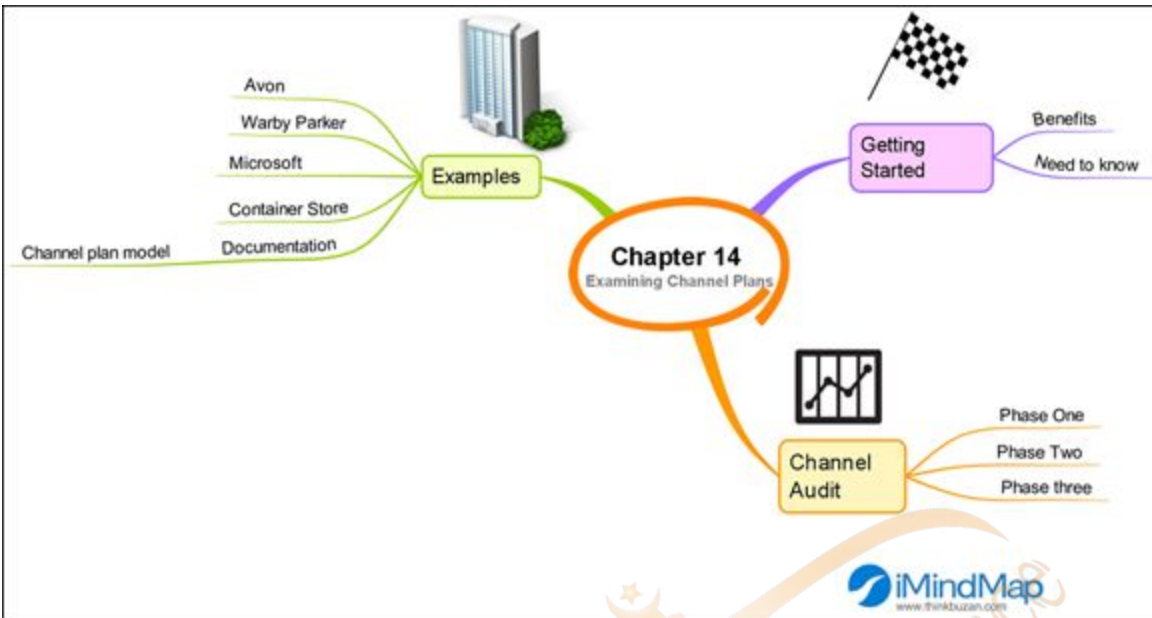 Avon
Warby Parker
Microsoft
Container Store
Documentation
Channel plan model
Examples
Chapter 14
Examining Channel Plans
Getting
Started
Benefits
Need to know
Channel
Audit
Phase One
Phase Two
Phase three
iMindMap
www.thinkbuzan.com